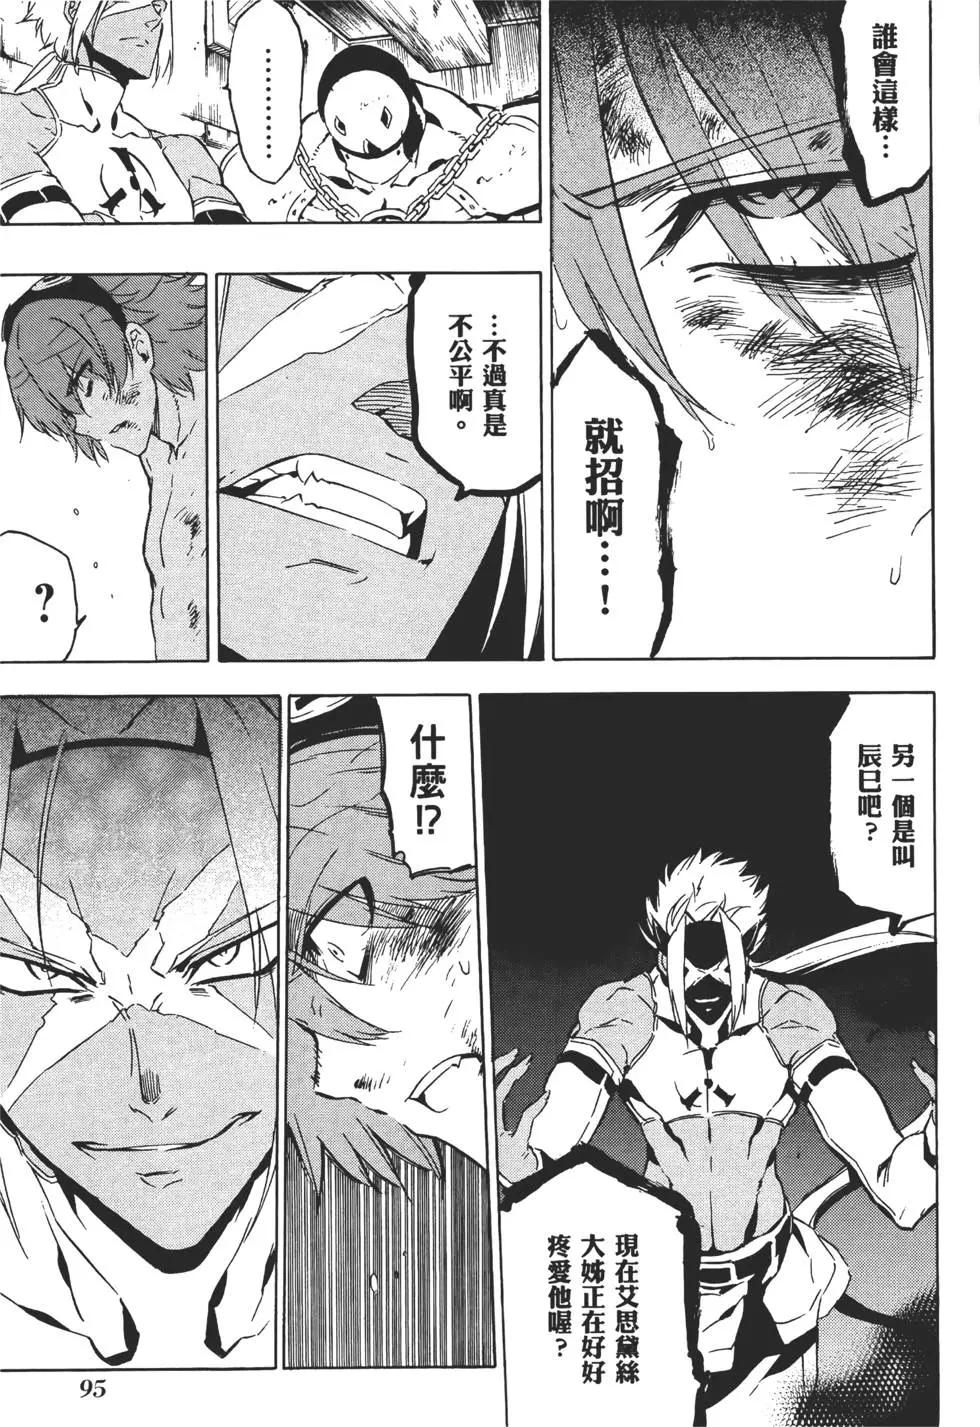 誰會這樣…
就招啊…！
…………
…不過真是
不公平啊。
？
另一個是叫
辰巳吧？
現在艾思黛絲
大姊正在好好
疼愛他喔？
什麼!?
95